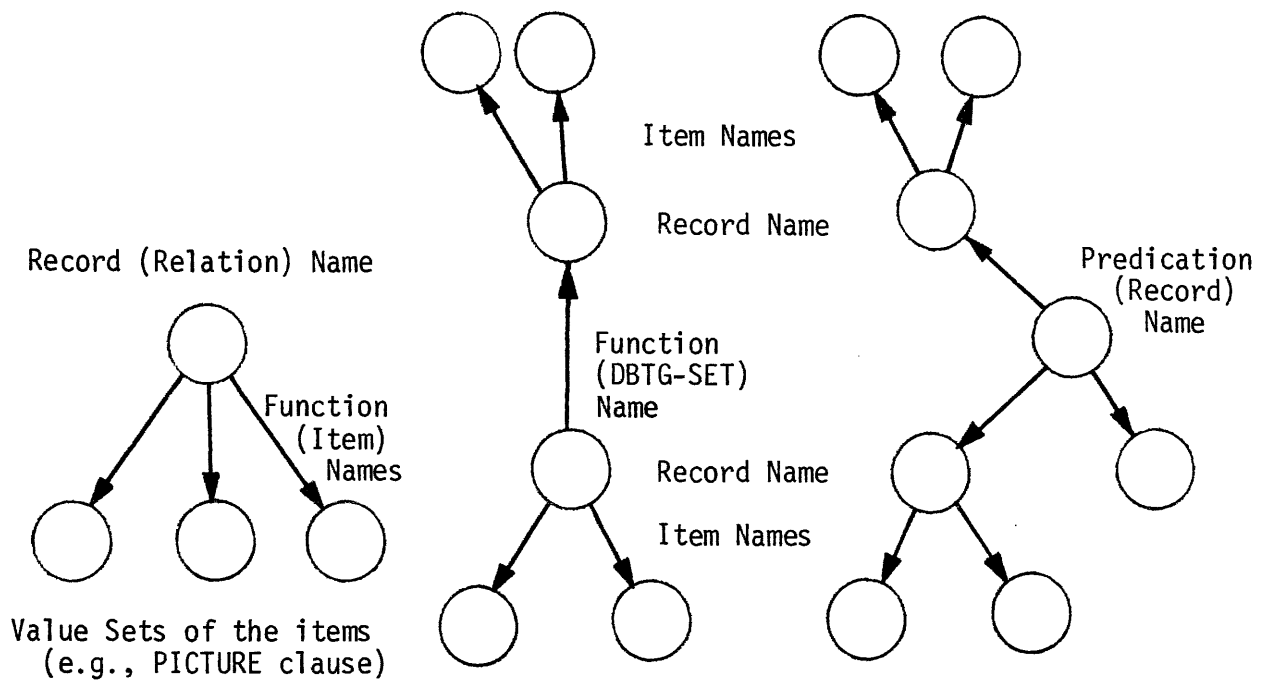 Record (Relation) Name
Function
(Item)
Names
Value Sets of the items
(e.g., PICTURE clause)
Item Names
Record Name
Function
(DBTG-SET)
Name
Record Name
Item Names
Predication
(Record)
Name